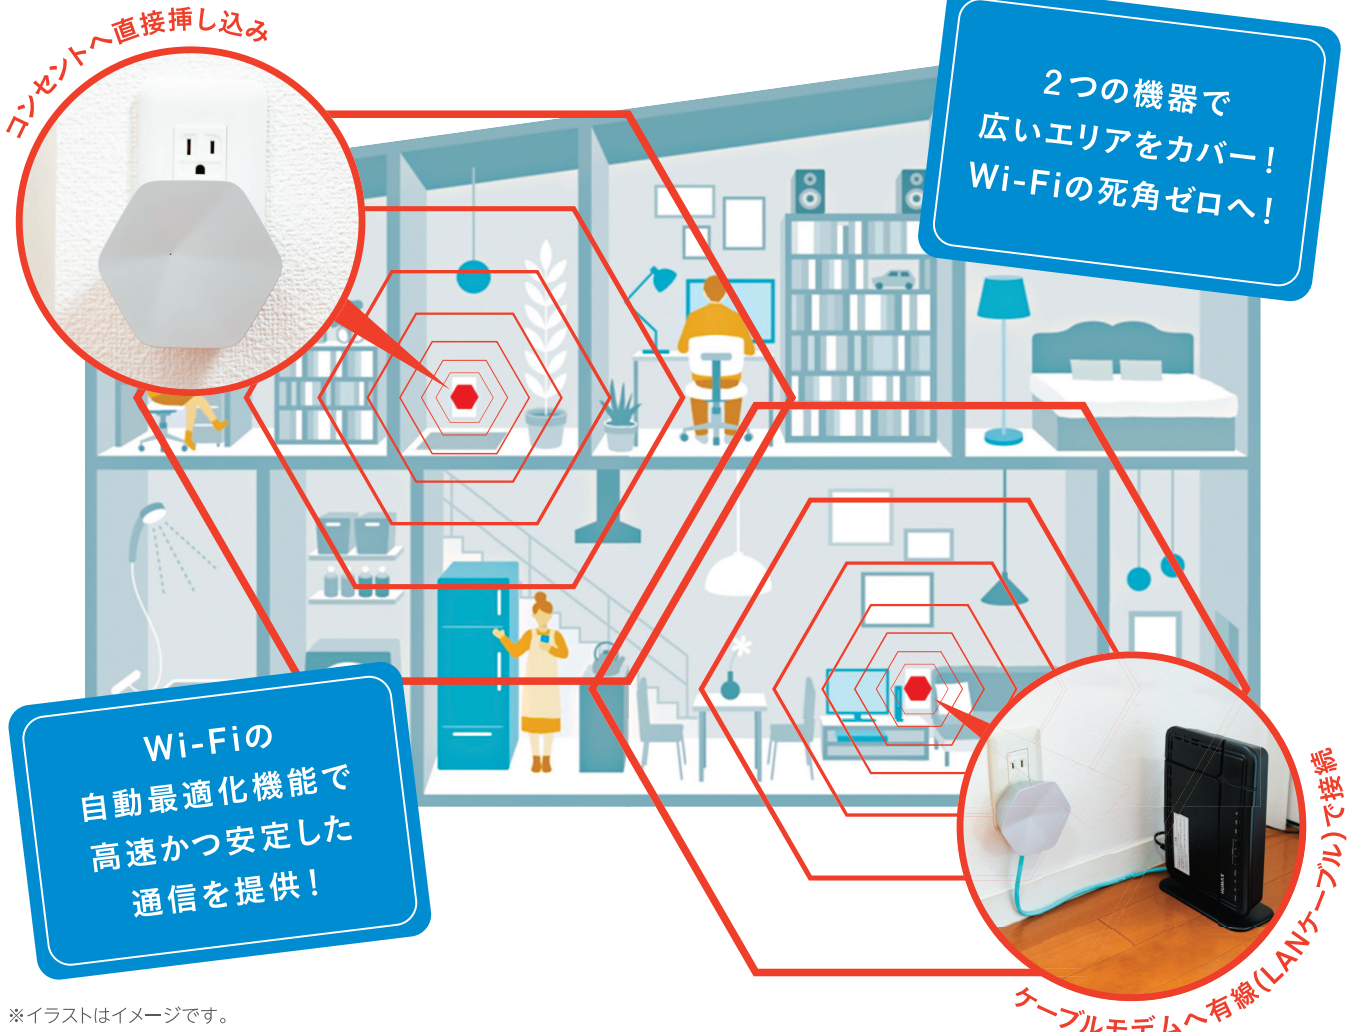 コンセントへ直接挿し込み
2つの機器で
広いエリアをカバー！
Wi-Fiの死角ゼロへ！
Wi-Fiの
自動最適化機能で
高速かつ安定した
通信を提供！
HUMAX
ケーブルモデムへ有線(LANケーブル)で接続
※イラストはイメージです。